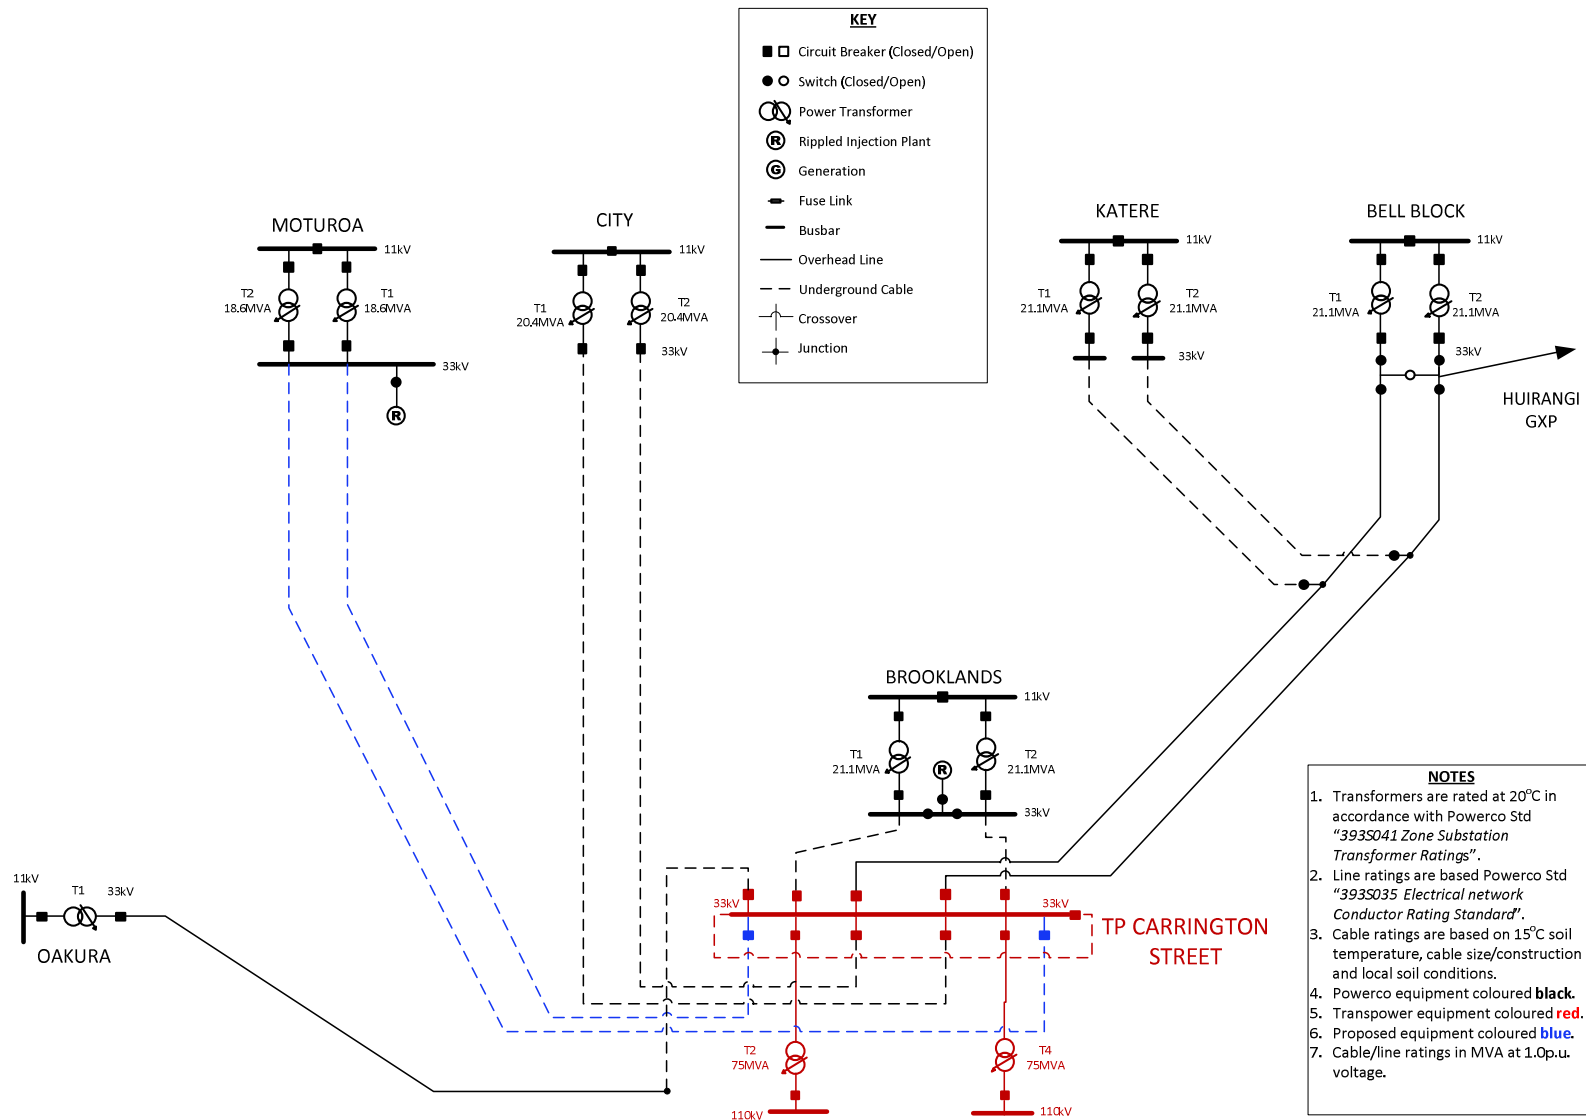 KEY
Circuit Breaker (Closed/Open)
Switch (Closed/Open)
Power Transformer
R Rippled Injection Plant
G Generation
Fuse Link
Busbar
Overhead Line
Underground Cable
Crossover
Junction
MOTUROA
11kV
T2
18.6MVA
T1
18.6MVA
33kV
R
CITY
11kV
T1
20.4MVA
T2
20.4MVA
33kV
KATERE
11kV
T1
21.1MVA
T2
21.1MVA
33kV
BELL BLOCK
11kV
T1
21.1MVA
T2
21.1MVA
33kV
HUIRANGI
GXP
BROOKLANDS
11kV
T1
21.1MVA
R
T2
21.1MVA
33kV
11kV
T1
33kV
OAKURA
33kV
33kV
TP CARRINGTON
STREET
T2
75MVA
T4
75MVA
110kV
110kV
NOTES
1. Transformers are rated at 20°C in
accordance with Powerco Std
“393S041 Zone Substation
Transformer Ratings”.
2. Line ratings are based Powerco Std
“393S035 Electrical network
Conductor Rating Standard”.
3. Cable ratings are based on 15°C soil
temperature, cable size/construction
and local soil conditions.
4. Powerco equipment coloured black.
5. Transpower equipment coloured red.
6. Proposed equipment coloured blue.
7. Cable/line ratings in MVA at 1.0p.u.
voltage.